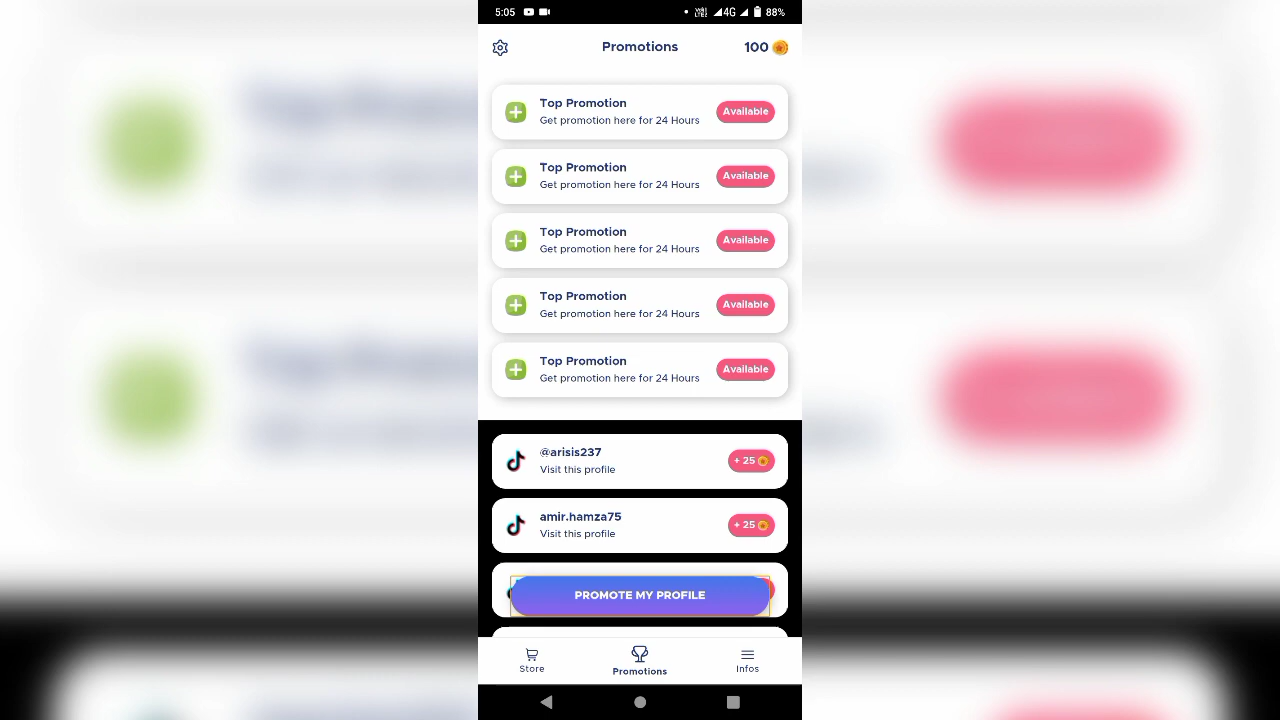 5:05
4G
88%
Promotions
100
Top Promotion
Get promotion here for 24 Hours
Available
Top Promotion
Get promotion here for 24 Hours
Available
Top Promotion
Get promotion here for 24 Hours
Available
Top Promotion
Get promotion here for 24 Hours
Available
Top Promotion
Get promotion here for 24 Hours
Available
@arisis237
Visit this profile
+ 25
amir.hamza75
Visit this profile
+ 25
PROMOTE MY PROFILE
Store
Promotions
Infos